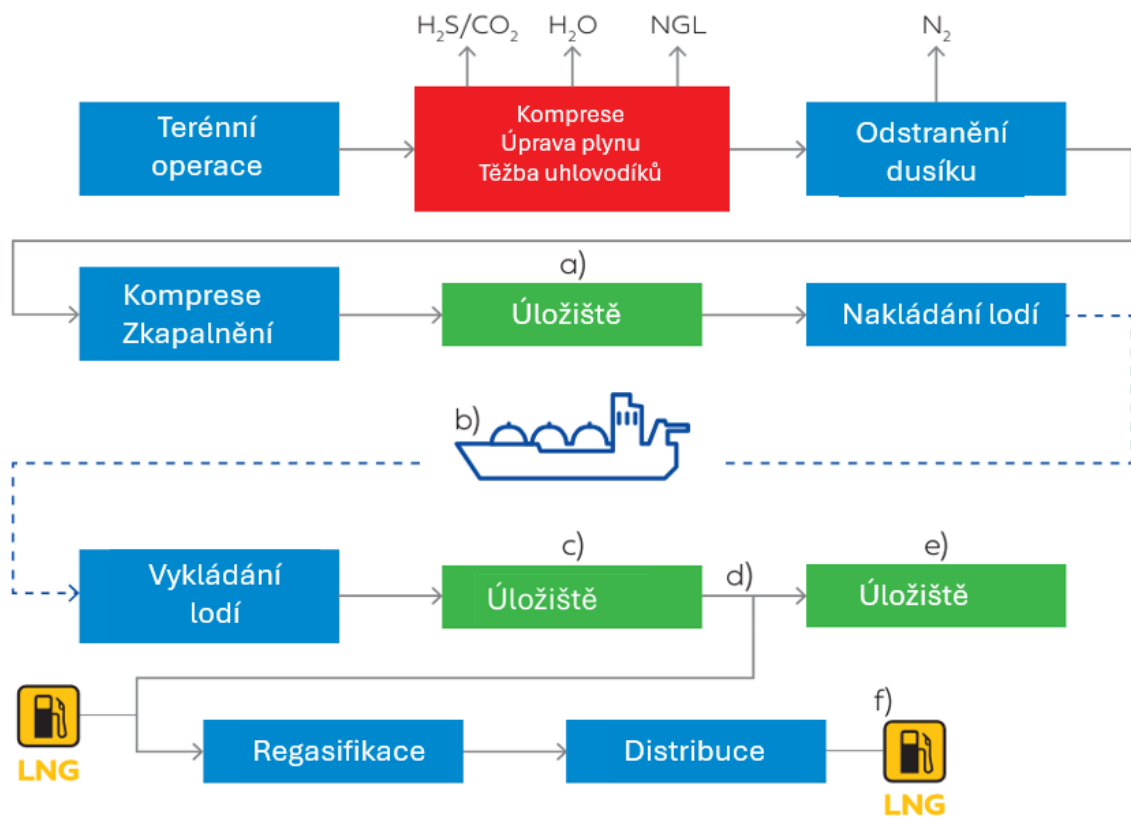 H₂S/CO₂ H₂O NGL N₂
Terénní
operace
Komprese
Úprava plynu
Těžba uhlovodíků
Odstranění
dusíku
a)
Komprese
Zkapalnění
Úložiště
Nakládání lodí
b)
c)
e)
Vykládání
lodí
Úložiště
d)
Úložiště
f)
LNG
Regasifikace
Distribuce
LNG